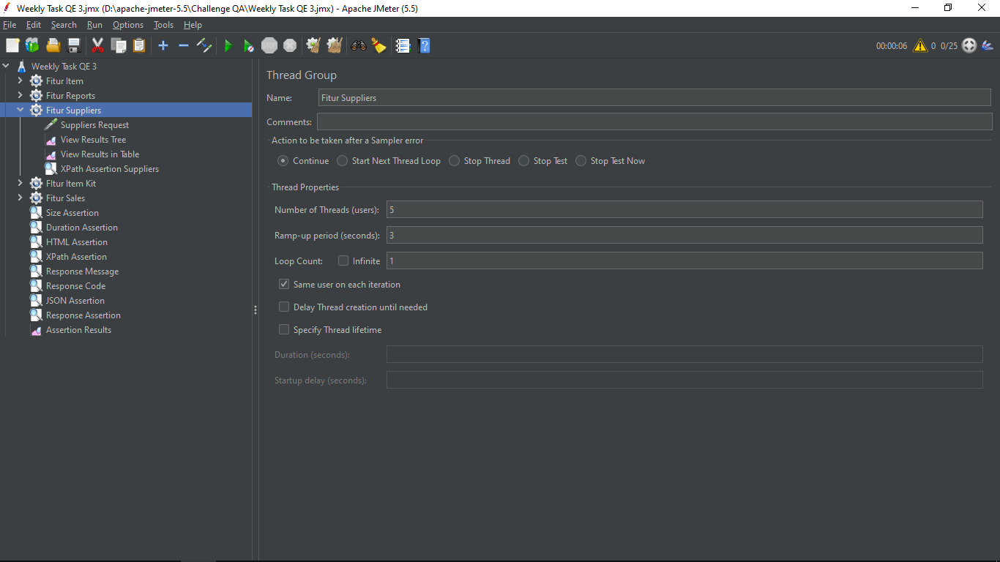 Weekly Task QE 3.jmx (D:\apache-jmeter-5.5\Challenge QA\Weekly Task QE 3.jmx) - Apache JMeter (5.5)
File Edit Search Run Options Tools Help
STOP 00:00:06 0 0/25
Weekly Task QE 3
Fitur Item
Fitur Reports
Fitur Suppliers
Suppliers Request
View Results Tree
View Results in Table
XPath Assertion Suppliers
FItur Item Kit
Fitur Sales
Size Assertion
Duration Assertion
HTML Assertion
XPath Assertion
Response Message
Response Code
JSON Assertion
Response Assertion
Assertion Results
Thread Group
Name: Fitur Suppliers
Comments:
Action to be taken after a Sampler error
Continue Start Next Thread Loop Stop Thread Stop Test Stop Test Now
Thread Properties
Number of Threads (users): 5
Ramp-up period (seconds): 3
Loop Count: Infinite 1
Same user on each iteration
Delay Thread creation until needed
Specify Thread lifetime
Duration (seconds):
Startup delay (seconds):